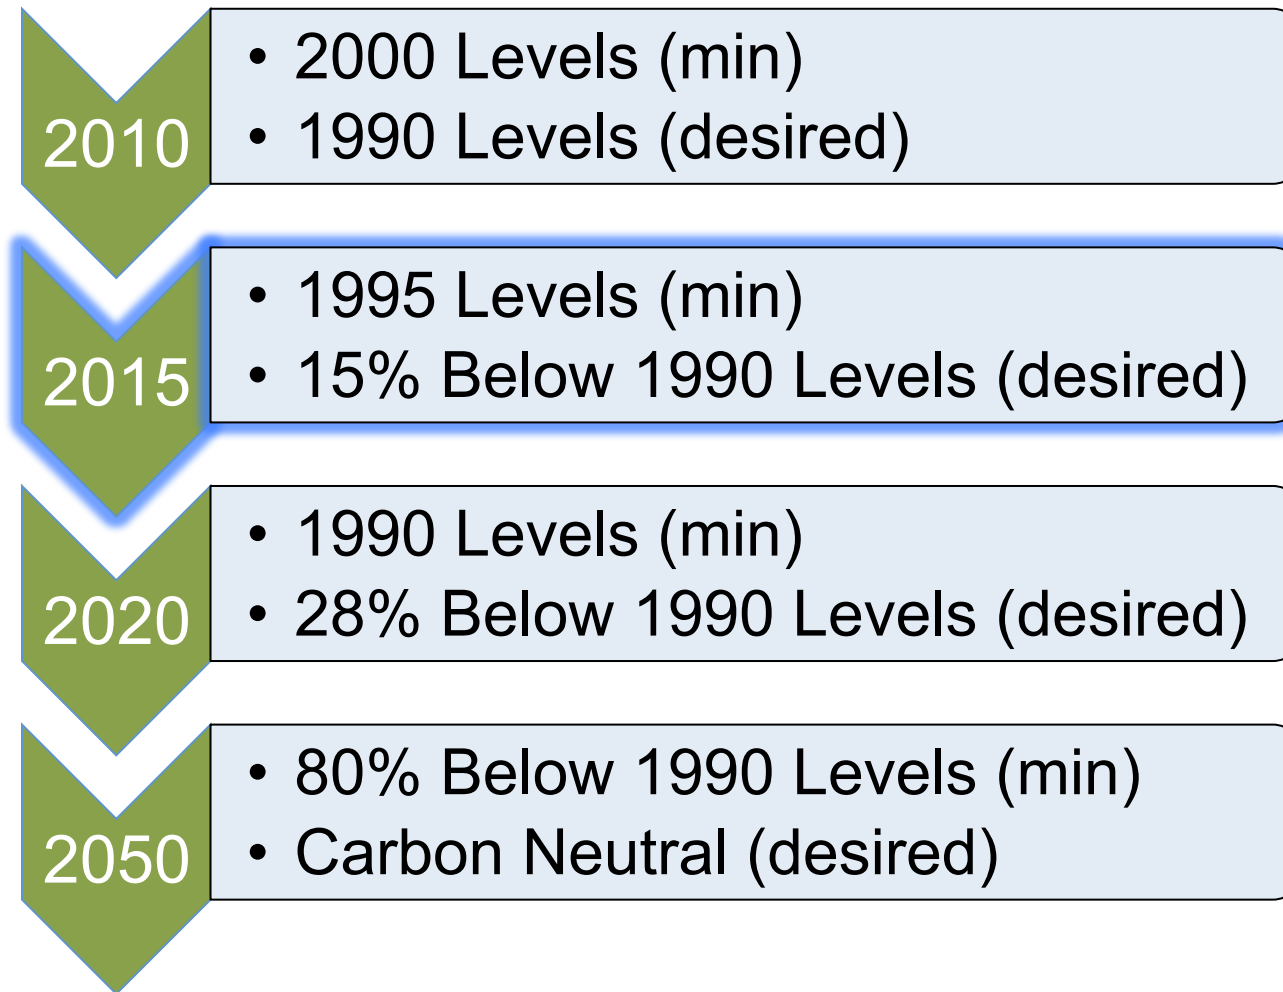 2010
• 2000 Levels (min)
• 1990 Levels (desired)
2015
• 1995 Levels (min)
• 15% Below 1990 Levels (desired)
2020
• 1990 Levels (min)
• 28% Below 1990 Levels (desired)
2050
• 80% Below 1990 Levels (min)
• Carbon Neutral (desired)